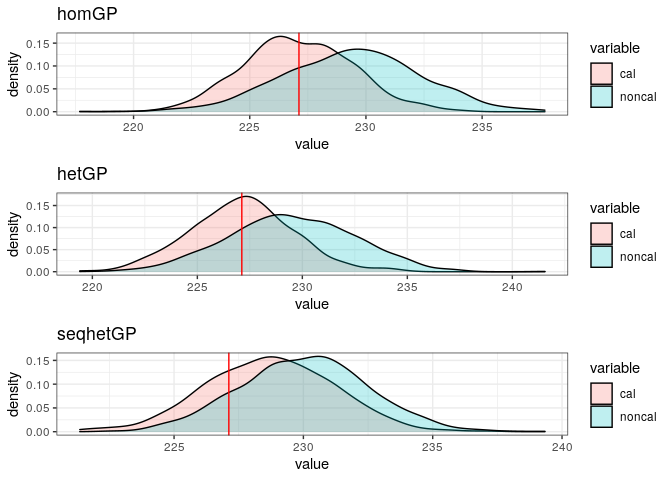 homGP
density
0.15
0.10
0.05
0.00
220
225
230
235
value
variable
cal
noncal
hetGP
density
0.15
0.10
0.05
0.00
220
225
230
235
240
value
variable
cal
noncal
seqhetGP
density
0.15
0.10
0.05
0.00
225
230
235
240
value
variable
cal
noncal